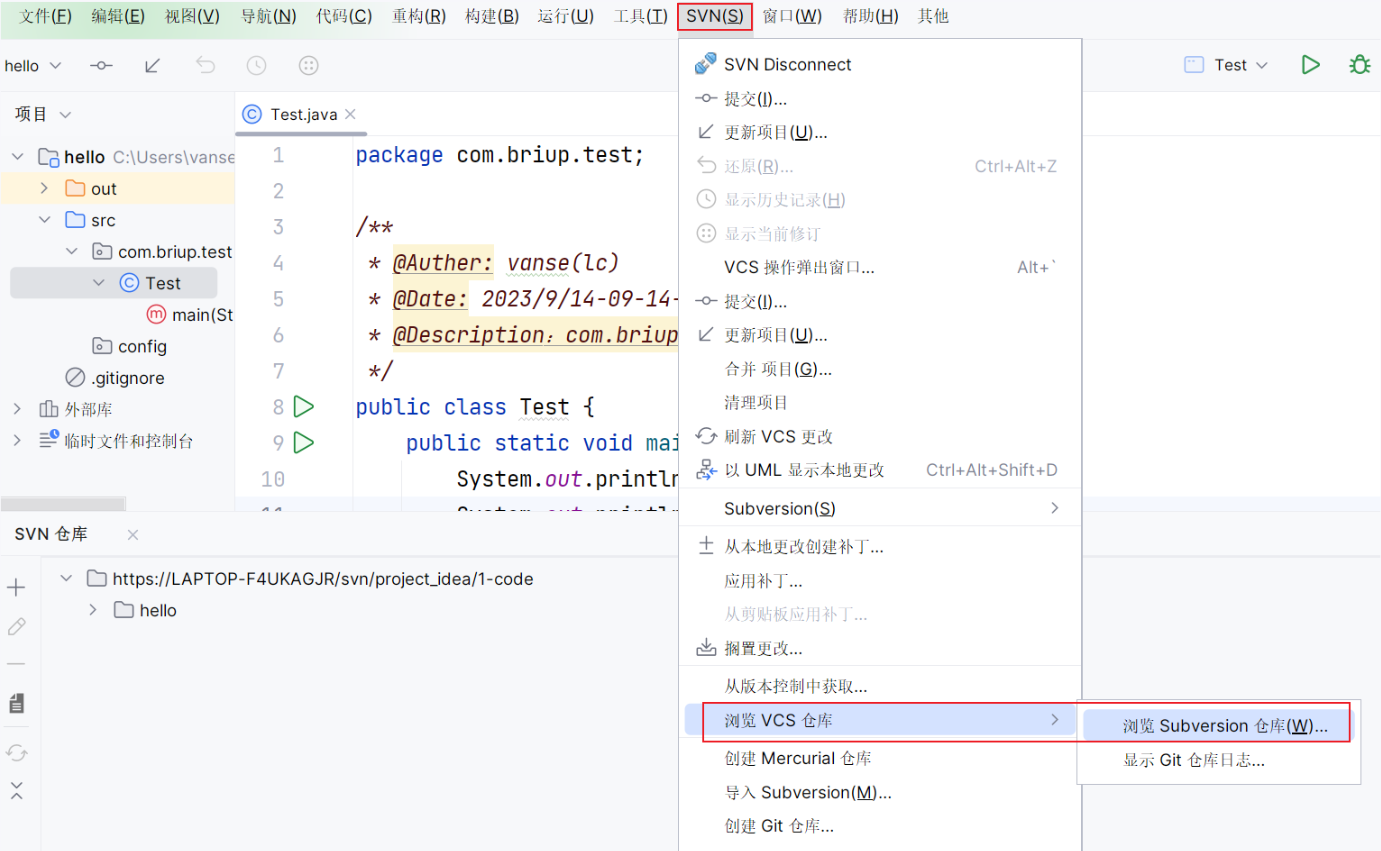 文件(F) 编辑(E) 视图(V) 导航(N) 代码(C) 重构(R) 构建(B) 运行(U) 工具(T) SVN(S) 窗口(W) 帮助(H) 其他
hello
Test
项目
Test.java
hello C:\Users\vanse
out
src
com.briup.test
Test
main(St
config
.gitignore
外部库
临时文件和控制台
1 package com.briup.test;
2
3 /**
4 * @Auther: vanse(lc)
5 * @Date: 2023/9/14-09-14-
6 * @Description：com.briup
7 */
8 public class Test {
9 public static void mai
10 System.out.println
SVN 仓库
https://LAPTOP-F4UKAGJR/svn/project_idea/1-code
hello
SVN Disconnect
提交(I)...
更新项目(U)...
还原(R)... Ctrl+Alt+Z
显示历史记录(H)
显示当前修订
VCS 操作弹出窗口... Alt+`
提交(I)...
更新项目(U)...
合并 项目(G)...
清理项目
刷新 VCS 更改
以 UML 显示本地更改 Ctrl+Alt+Shift+D
Subversion(S)
从本地更改创建补丁...
应用补丁...
从剪贴板应用补丁...
搁置更改...
从版本控制中获取...
浏览 VCS 仓库
创建 Mercurial 仓库
导入 Subversion(M)...
创建 Git 仓库...
浏览 Subversion 仓库(W)...
显示 Git 仓库日志...